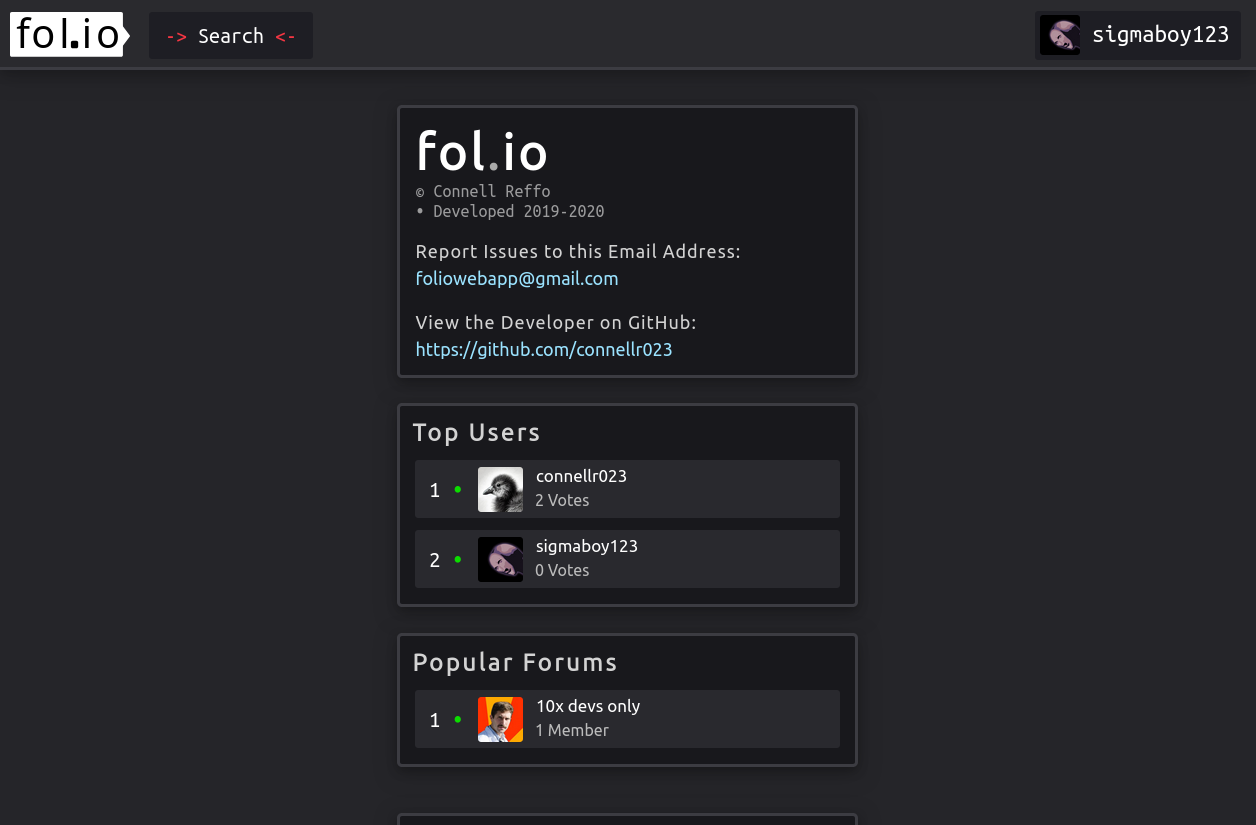 fol.io
-> Search <-
sigmaboy123
fol.io
© Connell Reffo
• Developed 2019-2020
Report Issues to this Email Address:
foliowebapp@gmail.com
View the Developer on GitHub:
https://github.com/connellr023
Top Users
1 • connellr023
2 Votes
2 • sigmaboy123
0 Votes
Popular Forums
1 • 10x devs only
1 Member